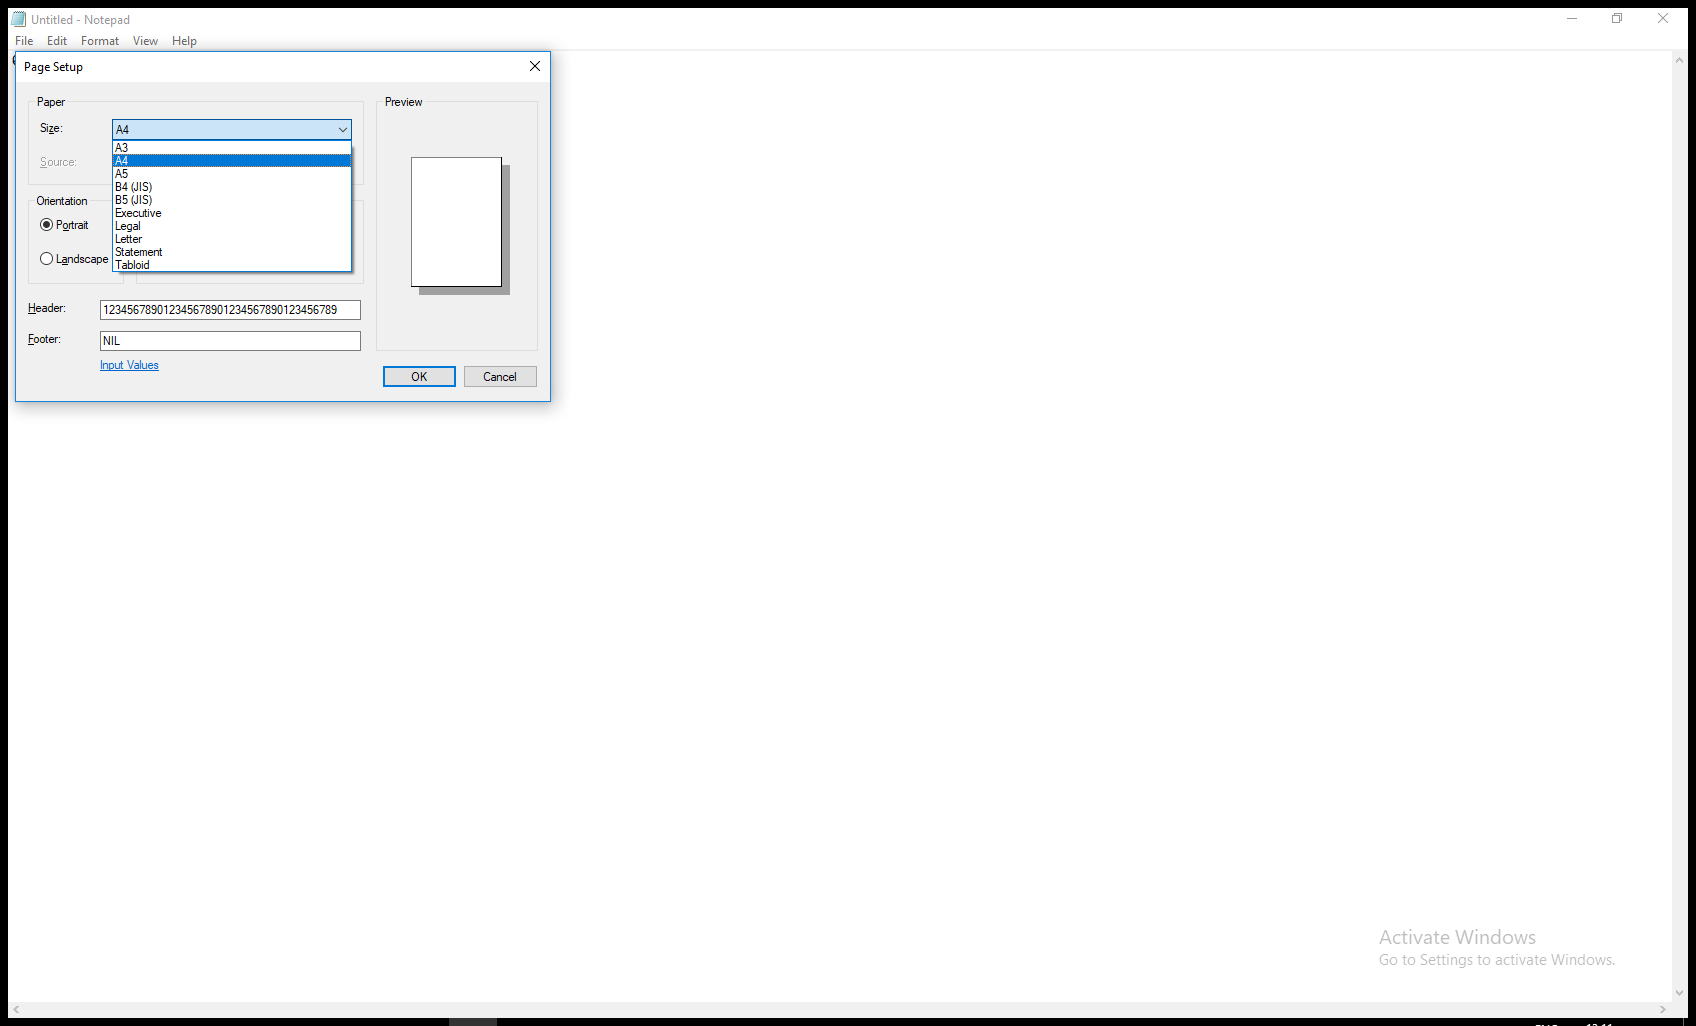 Untitled - Notepad
File Edit Format View Help
Page Setup
Paper
Size: A4
A3
A4
Source:
A5
B4 (JIS)
B5 (JIS)
Orientation
Executive
Portrait
Legal
Letter
Statement
Landscape
Tabloid
Preview
Header: 123456789012345678901234567890123456789
Footer: NIL
Input Values
OK Cancel
Activate Windows
Go to Settings to activate Windows.